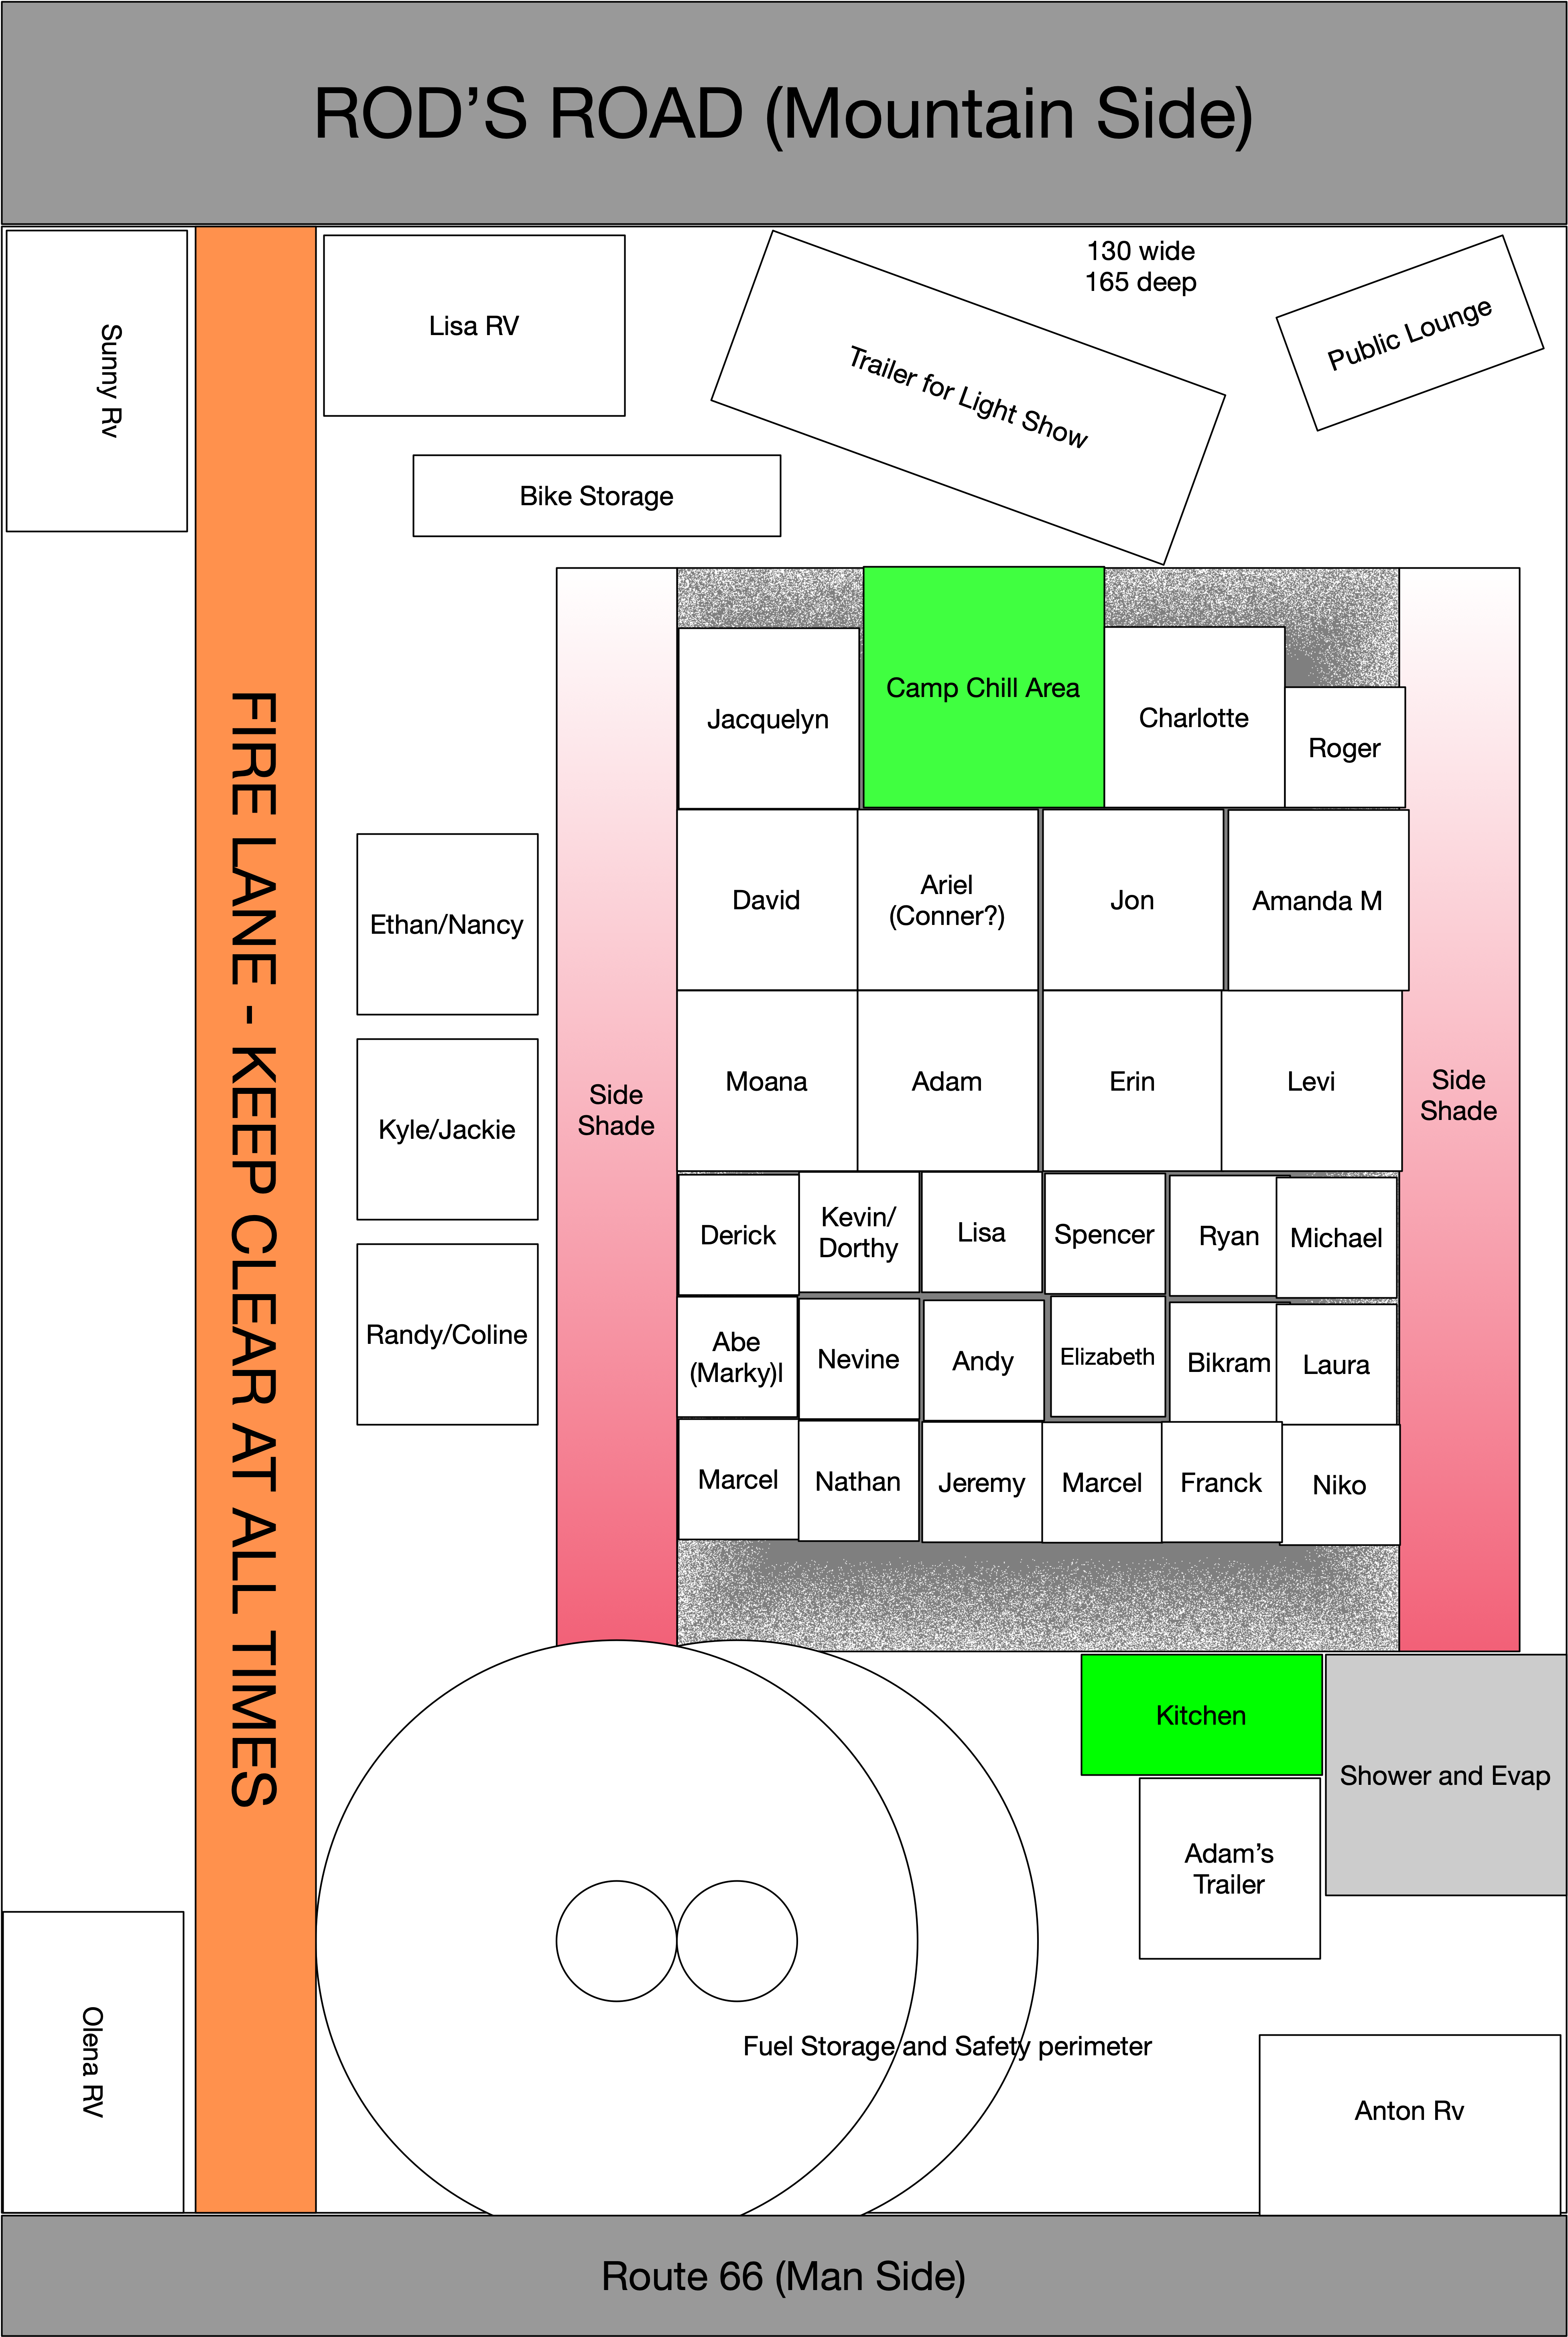 ROD’S ROAD (Mountain Side)
130 wide
165 deep
Sunny Rv
Lisa RV
Trailer for Light Show
Public Lounge
Bike Storage
FIRE LANE - KEEP CLEAR AT ALL TIMES
Jacquelyn
Camp Chill Area
Charlotte
Roger
David
Ariel
(Conner?)
Jon
Amanda M
Ethan/Nancy
Moana
Adam
Erin
Levi
Side
Shade
Side
Shade
Kyle/Jackie
Derick
Kevin/
Dorthy
Lisa
Spencer
Ryan
Michael
Randy/Coline
Abe
(Marky)l
Nevine
Andy
Elizabeth
Bikram
Laura
Marcel
Nathan
Jeremy
Marcel
Franck
Niko
Kitchen
Shower and Evap
Adam’s
Trailer
Olena RV
Fuel Storage and Safety perimeter
Anton Rv
Route 66 (Man Side)